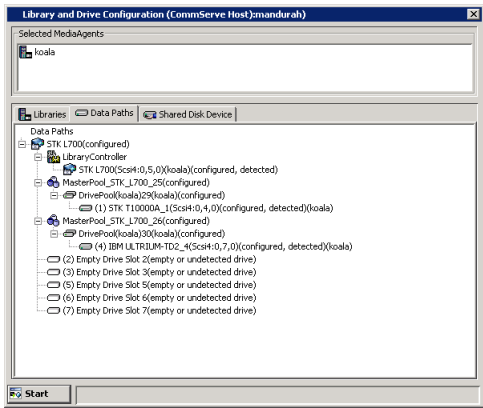 Library and Drive Configuration (CommServe Host):mandurah)
Selected MediaAgents
koala
Libraries Data Paths Shared Disk Device
Data Paths
STK L700(configured)
LibraryController
STK L700(Scsi4:0,5,0)(koala)(configured, detected)
MasterPool_STK_L700_25(configured)
DrivePool(koala)29(koala)(configured)
(1) STK T10000A_1(Scsi4:0,4,0)(configured, detected)(koala)
MasterPool_STK_L700_26(configured)
DrivePool(koala)30(koala)(configured)
(4) IBM ULTRIUM-TD2_4(Scsi4:0,7,0)(configured, detected)(koala)
(2) Empty Drive Slot 2(empty or undetected drive)
(3) Empty Drive Slot 3(empty or undetected drive)
(5) Empty Drive Slot 5(empty or undetected drive)
(6) Empty Drive Slot 6(empty or undetected drive)
(7) Empty Drive Slot 7(empty or undetected drive)
Start